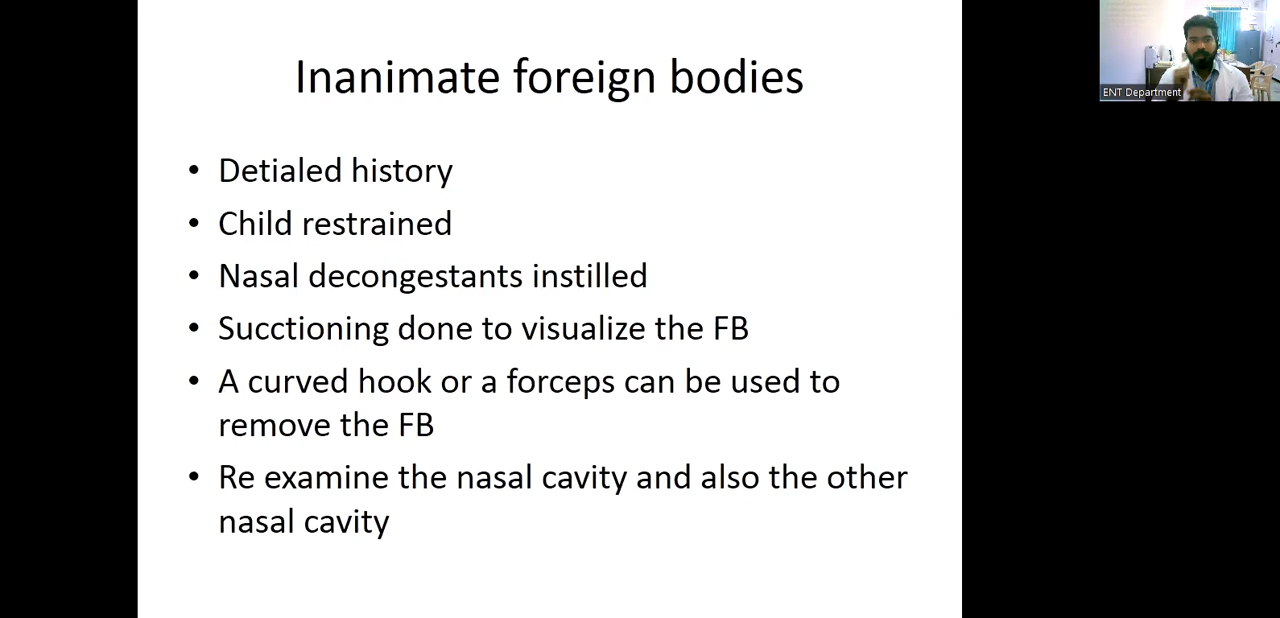 Inanimate foreign bodies
ENT Department
• Detialed history
• Child restrained
• Nasal decongestants instilled
• Succtioning done to visualize the FB
• A curved hook or a forceps can be used to
remove the FB
• Re examine the nasal cavity and also the other
nasal cavity